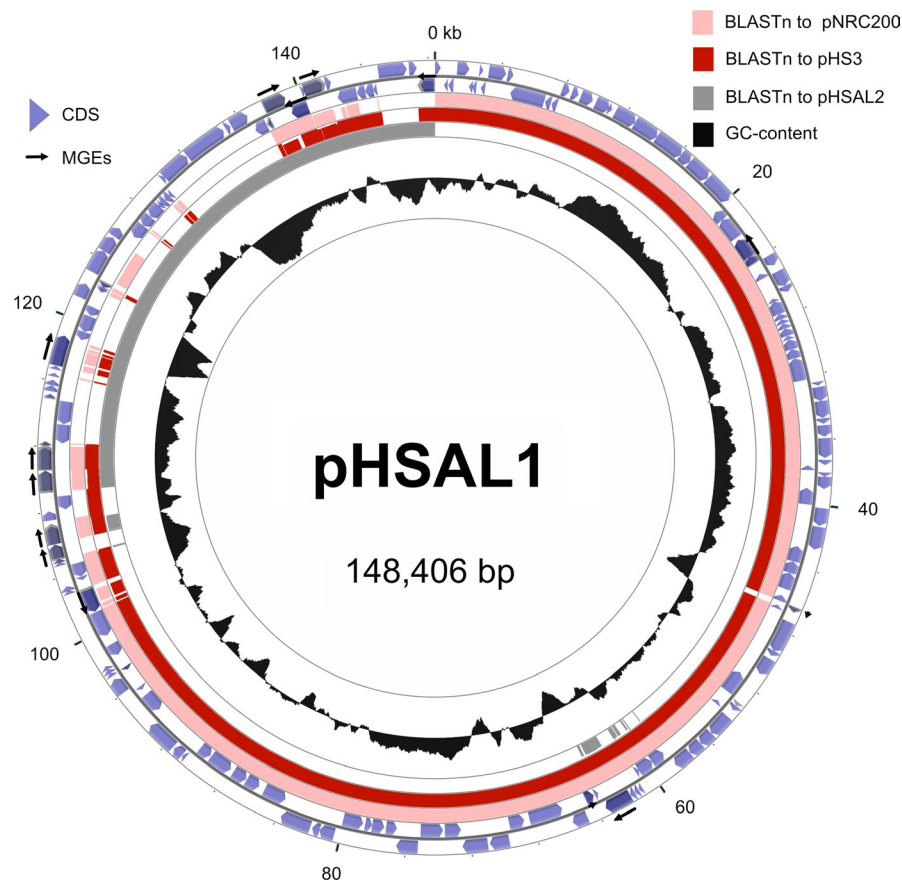 0 kb
140
BLASTn to pNRC200
BLASTn to pHS3
BLASTn to pHSAL2
GC-content
CDS
MGEs
20
120
pHSAL1
40
148,406 bp
100
60
80